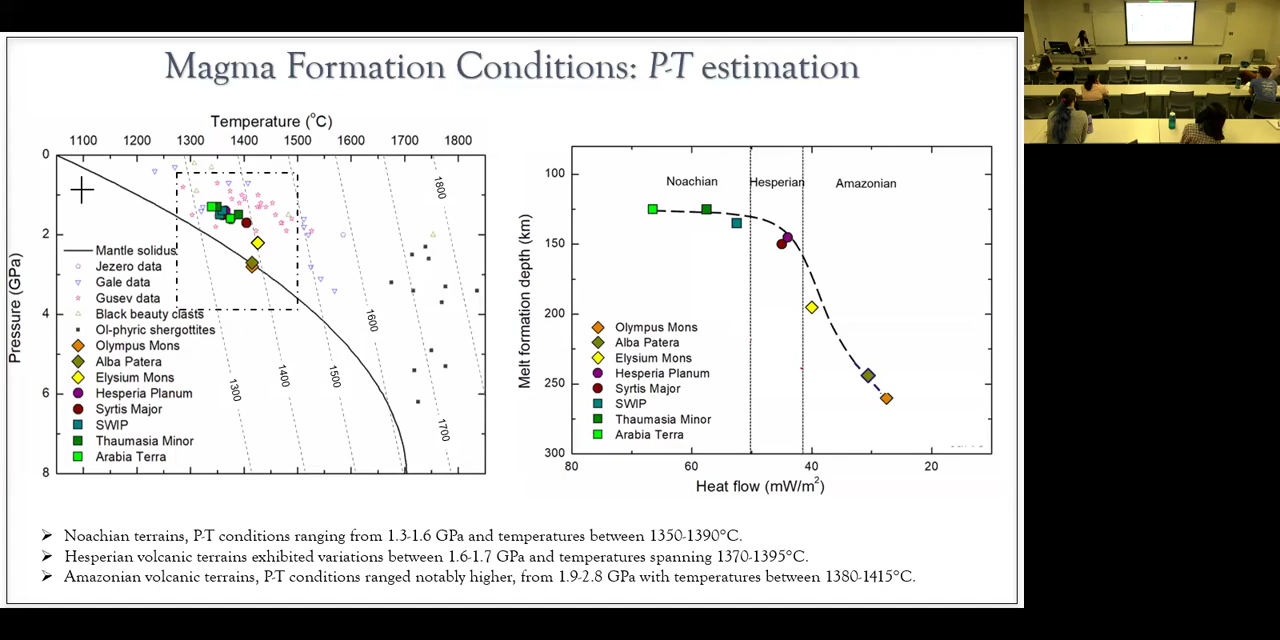 Magma Formation Conditions: P-T estimation
Temperature (°C)
1100 1200 1300 1400 1500 1600 1700 1800
0
2
4
6
8
Pressure (GPa)
1300
1400
1500
1600
1700
1800
Mantle solidus
Jezero data
Gale data
Gusev data
Black beauty clasts
Ol-phyric shergottites
Olympus Mons
Alba Patera
Elysium Mons
Hesperia Planum
Syrtis Major
SWIP
Thaumasia Minor
Arabia Terra
Melt formation depth (km)
100
150
200
250
300
Noachian Hesperian Amazonian
Olympus Mons
Alba Patera
Elysium Mons
Hesperia Planum
Syrtis Major
SWIP
Thaumasia Minor
Arabia Terra
80 60 40 20
Heat flow (mW/m²)
➢ Noachian terrains, P-T conditions ranging from 1.3-1.6 GPa and temperatures between 1350-1390°C.
➢ Hesperian volcanic terrains exhibited variations between 1.6-1.7 GPa and temperatures spanning 1370-1395°C.
➢ Amazonian volcanic terrains, P-T conditions ranged notably higher, from 1.9-2.8 GPa with temperatures between 1380-1415°C.